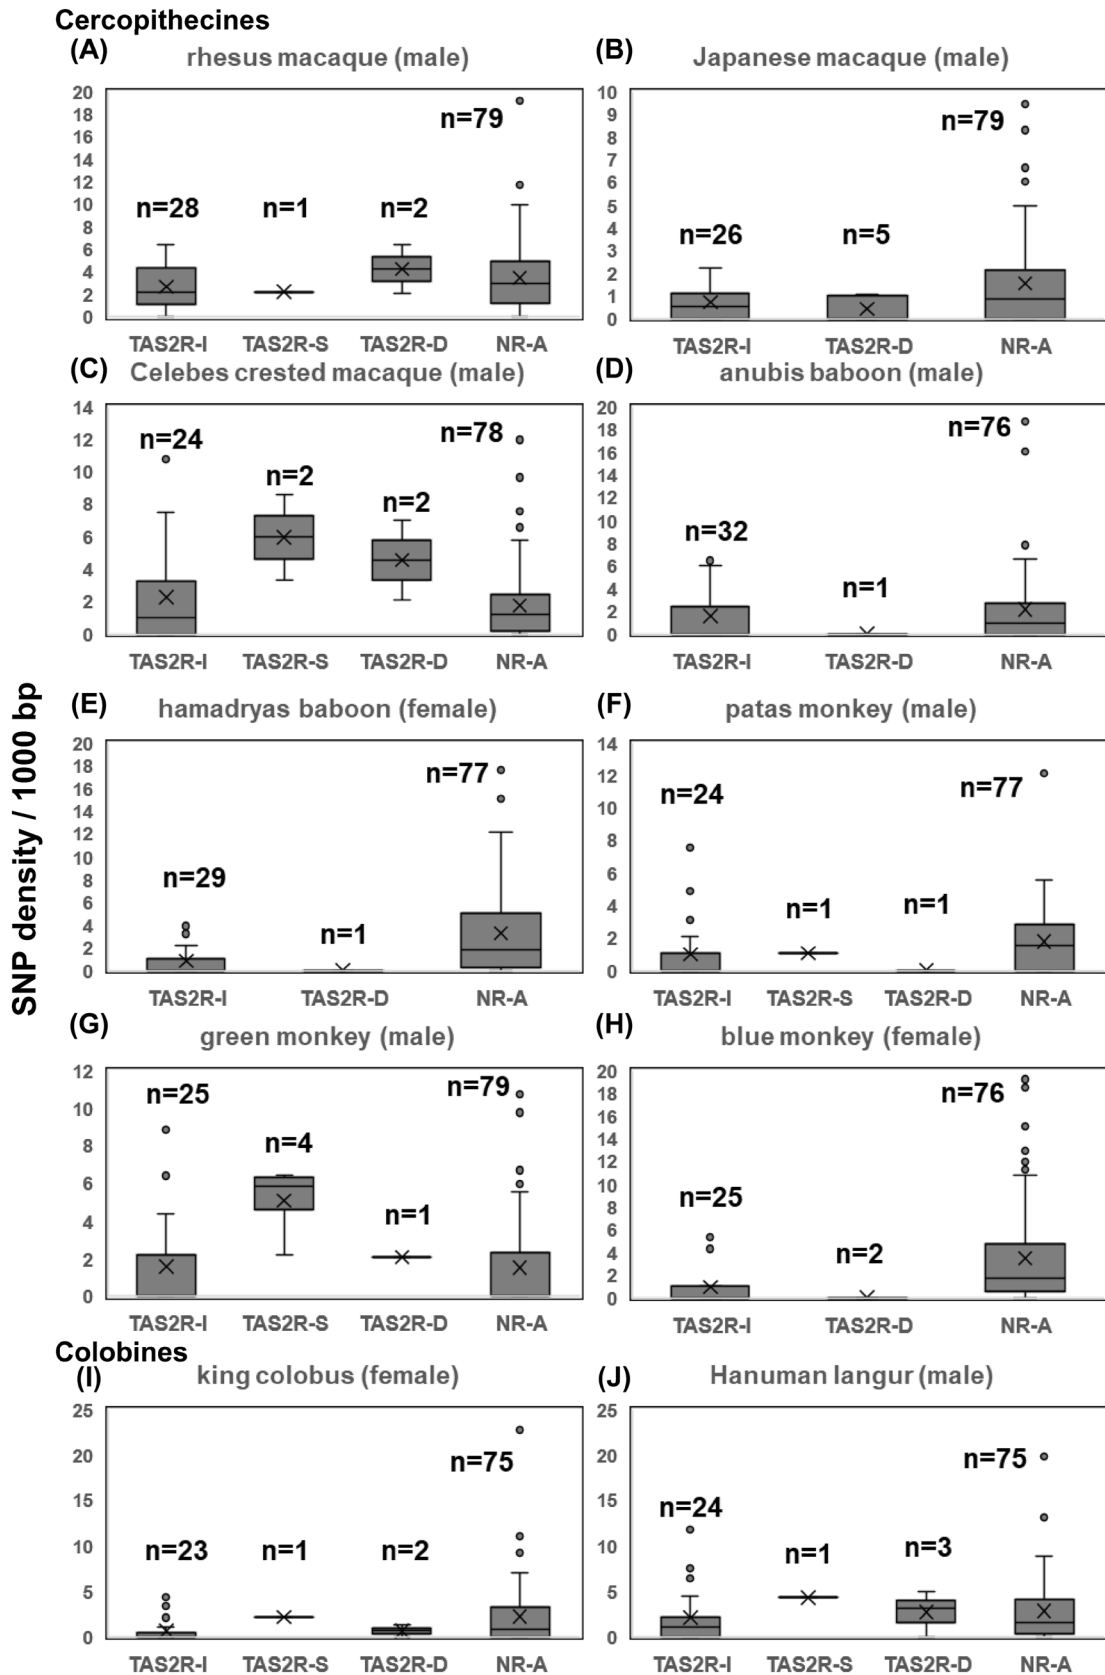 Cercopithecines
(A) rhesus macaque (male)
20
18
16
14
12
10
8
6
4
2
0
n=28 n=1 n=2 n=79
TAS2R-I TAS2R-S TAS2R-D NR-A
(B) Japanese macaque (male)
10
9
8
7
6
5
4
3
2
1
0
n=26 n=5 n=79
TAS2R-I TAS2R-D NR-A
(C) Celebes crested macaque (male)
14
12
10
8
6
4
2
0
n=24 n=2 n=2 n=78
TAS2R-I TAS2R-S TAS2R-D NR-A
(D) anubis baboon (male)
20
18
16
14
12
10
8
6
4
2
0
n=32 n=1 n=76
TAS2R-I TAS2R-D NR-A
SNP density / 1000 bp
(E) hamadryas baboon (female)
20
18
16
14
12
10
8
6
4
2
0
n=29 n=1 n=77
TAS2R-I TAS2R-D NR-A
(F) patas monkey (male)
14
12
10
8
6
4
2
0
n=24 n=1 n=1 n=77
TAS2R-I TAS2R-S TAS2R-D NR-A
(G) green monkey (male)
12
10
8
6
4
2
0
n=25 n=4 n=1 n=79
TAS2R-I TAS2R-S TAS2R-D NR-A
(H) blue monkey (female)
20
18
16
14
12
10
8
6
4
2
0
n=25 n=2 n=76
TAS2R-I TAS2R-D NR-A
Colobines
(I) king colobus (female)
25
20
15
10
5
0
n=23 n=1 n=2 n=75
TAS2R-I TAS2R-S TAS2R-D NR-A
(J) Hanuman langur (male)
25
20
15
10
5
0
n=24 n=1 n=3 n=75
TAS2R-I TAS2R-S TAS2R-D NR-A